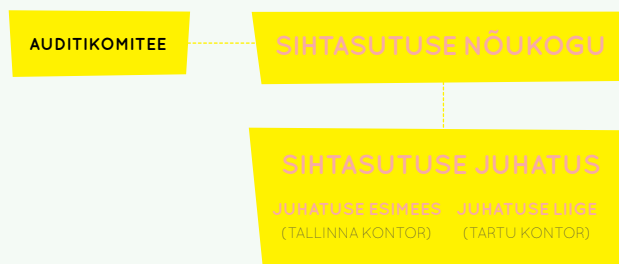 AUDITIKOMITEE
SIHTASUTUSE NÕUKOGU
SIHTASUTUSE JUHATUS
JUHATUSE ESIMEES JUHATUSE LIIGE
(TALLINNA KONTOR) (TARTU KONTOR)